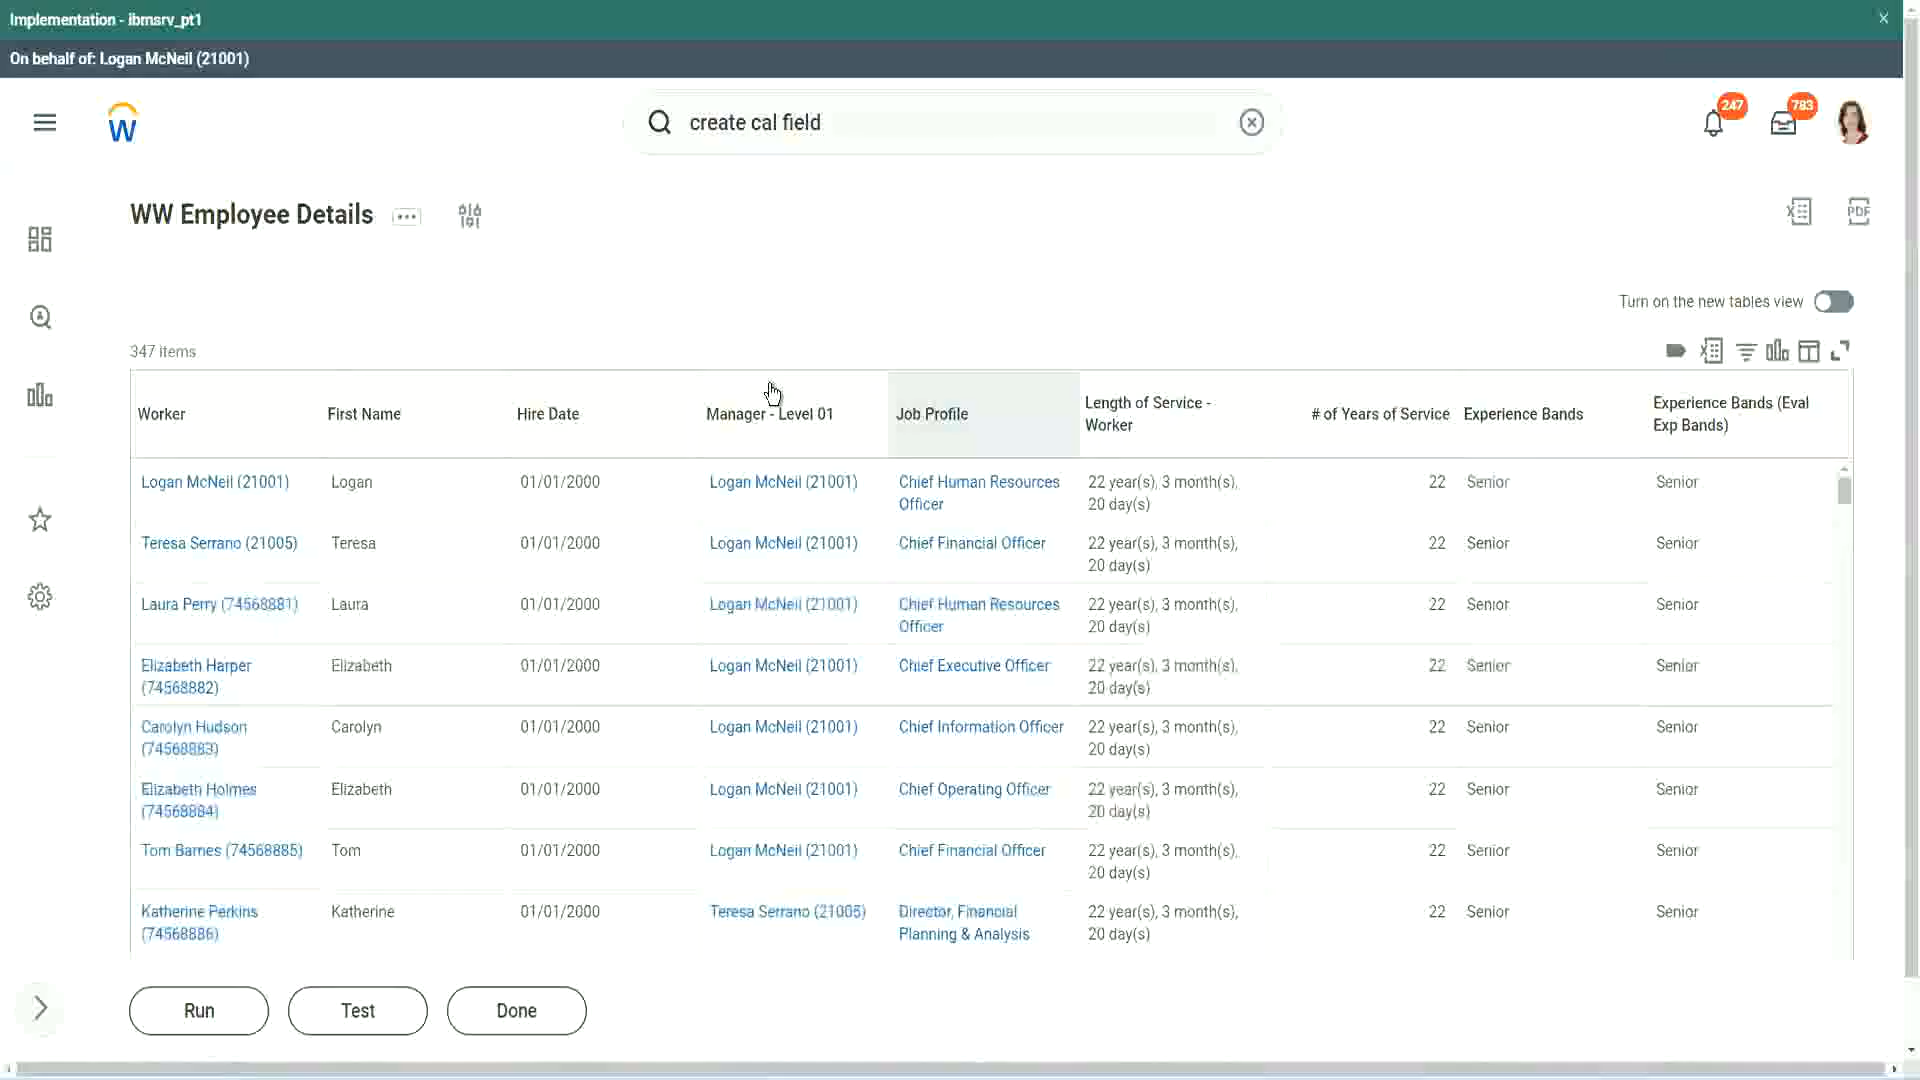 Implementation - ibmsrv_pt1
On behalf of: Logan McNeil (21001)
W
create cal field
247
783
WW Employee Details
PDF
Turn on the new tables view
347 items
Worker First Name Hire Date Manager - Level 01 Job Profile Length of Service - Worker # of Years of Service Experience Bands Experience Bands (Eval Exp Bands)
Logan McNeil (21001) Logan 01/01/2000 Logan McNeil (21001) Chief Human Resources Officer 22 year(s), 3 month(s), 20 day(s) 22 Senior Senior
Teresa Serrano (21005) Teresa 01/01/2000 Logan McNeil (21001) Chief Financial Officer 22 year(s), 3 month(s), 20 day(s) 22 Senior Senior
Laura Perry (74568881) Laura 01/01/2000 Logan McNeil (21001) Chief Human Resources Officer 22 year(s), 3 month(s), 20 day(s) 22 Senior Senior
Elizabeth Harper (74568882) Elizabeth 01/01/2000 Logan McNeil (21001) Chief Executive Officer 22 year(s), 3 month(s), 20 day(s) 22 Senior Senior
Carolyn Hudson (74568883) Carolyn 01/01/2000 Logan McNeil (21001) Chief Information Officer 22 year(s), 3 month(s), 20 day(s) 22 Senior Senior
Elizabeth Holmes (74568884) Elizabeth 01/01/2000 Logan McNeil (21001) Chief Operating Officer 22 year(s), 3 month(s), 20 day(s) 22 Senior Senior
Tom Barnes (74568885) Tom 01/01/2000 Logan McNeil (21001) Chief Financial Officer 22 year(s), 3 month(s), 20 day(s) 22 Senior Senior
Katherine Perkins (74568886) Katherine 01/01/2000 Teresa Serrano (21005) Director, Financial Planning & Analysis 22 year(s), 3 month(s), 20 day(s) 22 Senior Senior
Run
Test
Done